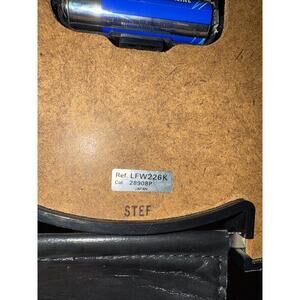 Ref. LFW226K
Cal. 28908P
JAPAN
STEF